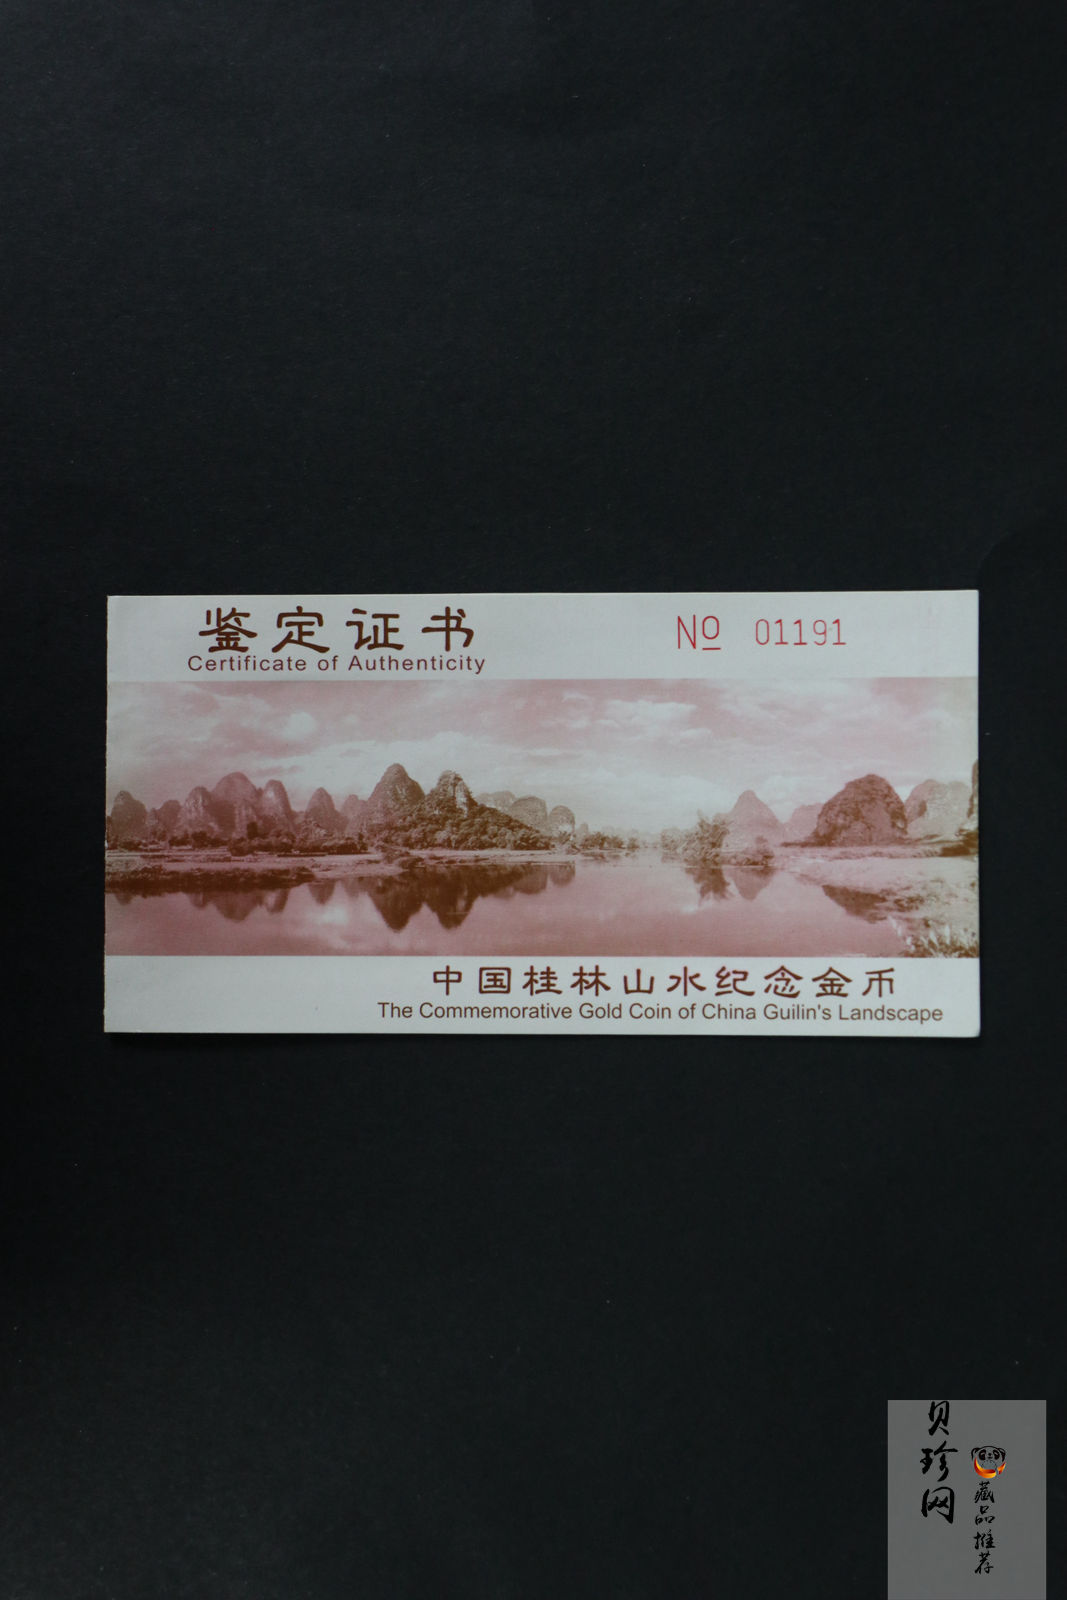 鉴定证书
Certificate of Authenticity
№ 01191
中国桂林山水纪念金币
The Commemorative Gold Coin of China Guilin's Landscape
贝珍网
藏品推荐